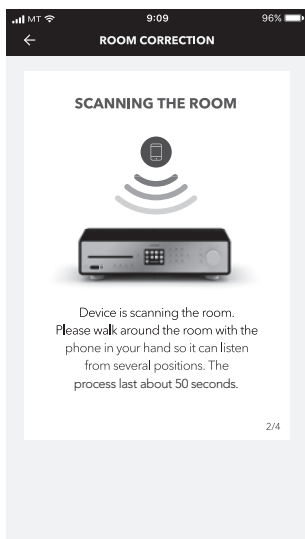 MT 9:09 96%
ROOM CORRECTION
SCANNING THE ROOM
Device is scanning the room.
Please walk around the room with the
phone in your hand so it can listen
from several positions. The
process last about 50 seconds.
2/4